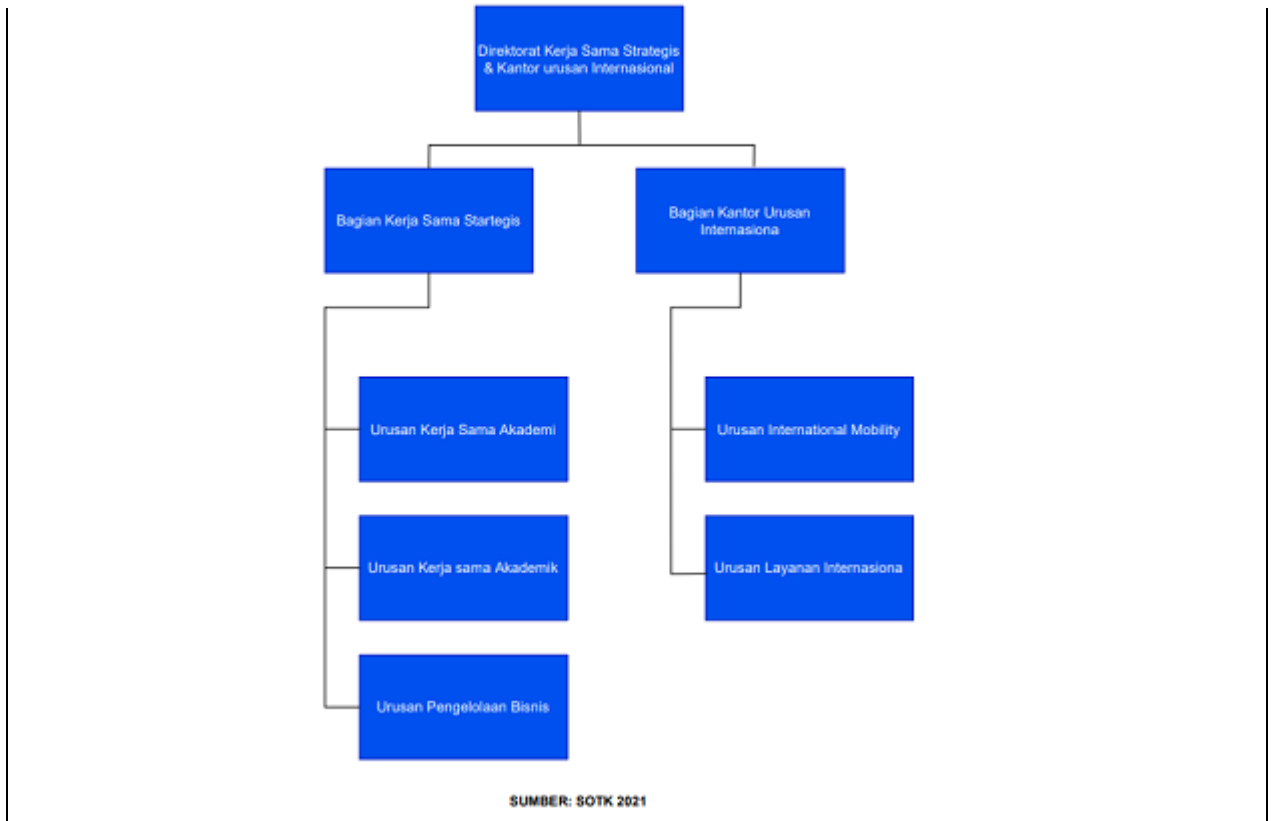 Direktorat Kerja Sama Strategis
& Kantor urusan Internasional
Bagian Kerja Sama Startegis
Bagian Kantor Urusan
Internasiona
Urusan Kerja Sama Akademi
Urusan International Mobility
Urusan Kerja sama Akademik
Urusan Layanan Internasiona
Urusan Pengelolaan Bisnis
SUMBER: SOTK 2021